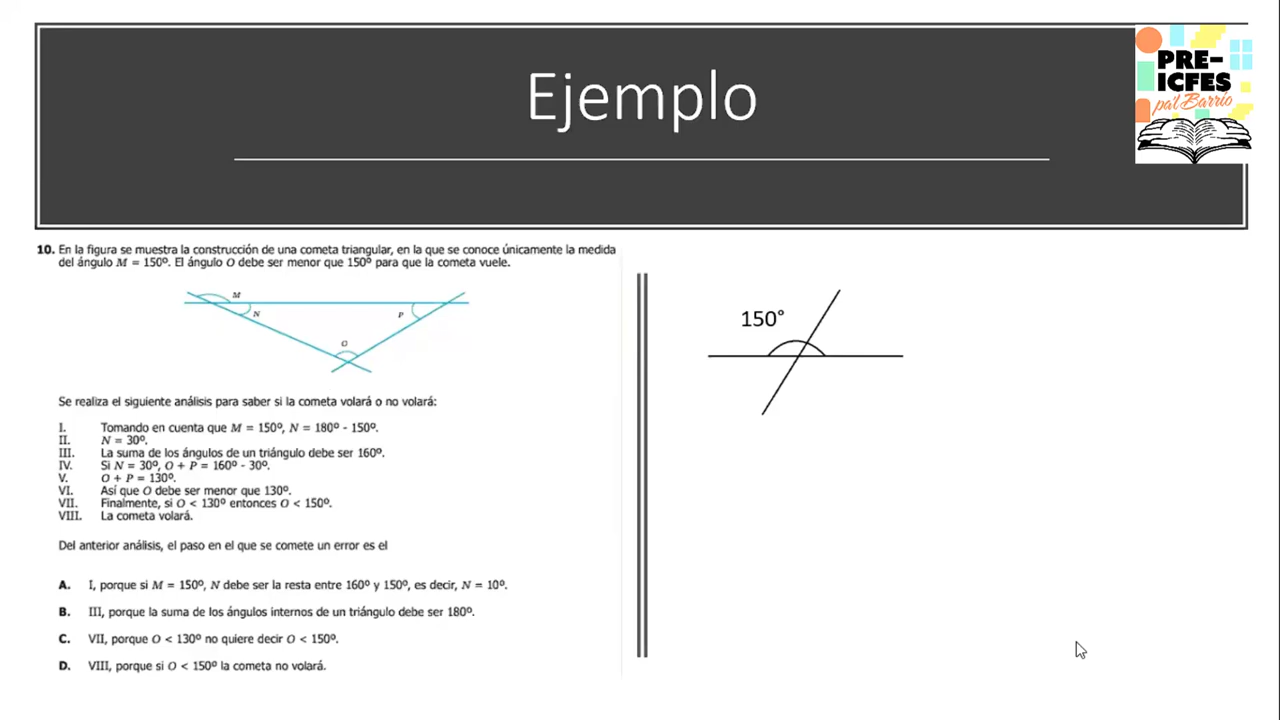 Ejemplo
PRE-
ICFES
pa'l Barrio
10. En la figura se muestra la construcción de una cometa triangular, en la que se conoce únicamente la medida
del ángulo M = 150º. El ángulo O debe ser menor que 150º para que la cometa vuele.
M
N
P
O
Se realiza el siguiente análisis para saber si la cometa volará o no volará:
I. Tomando en cuenta que M = 150º, N = 180º - 150º.
II. N = 30º.
III. La suma de los ángulos de un triángulo debe ser 160º.
IV. Si N = 30º, O + P = 160º - 30º.
V. O + P = 130º.
VI. Así que O debe ser menor que 130º.
VII. Finalmente, si O < 130º entonces O < 150º.
VIII. La cometa volará.
Del anterior análisis, el paso en el que se comete un error es el
A. I, porque si M = 150º, N debe ser la resta entre 160º y 150º, es decir, N = 10º.
B. III, porque la suma de los ángulos internos de un triángulo debe ser 180º.
C. VII, porque O < 130º no quiere decir O < 150º.
D. VIII, porque si O < 150º la cometa no volará.
150°